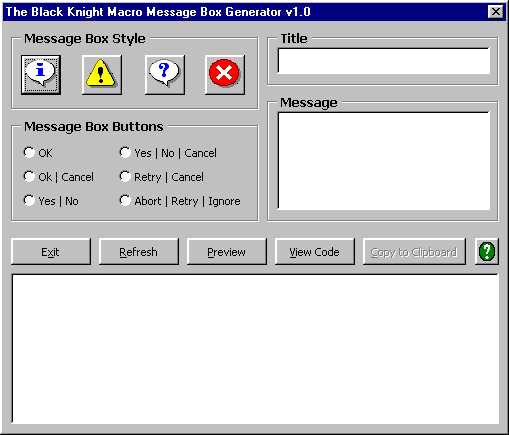 The Black Knight Macro Message Box Generator v1.0
Message Box Style
Title
Message
Message Box Buttons
OK
Yes | No | Cancel
Ok | Cancel
Retry | Cancel
Yes | No
Abort | Retry | Ignore
Exit
Refresh
Preview
View Code
Copy to Clipboard